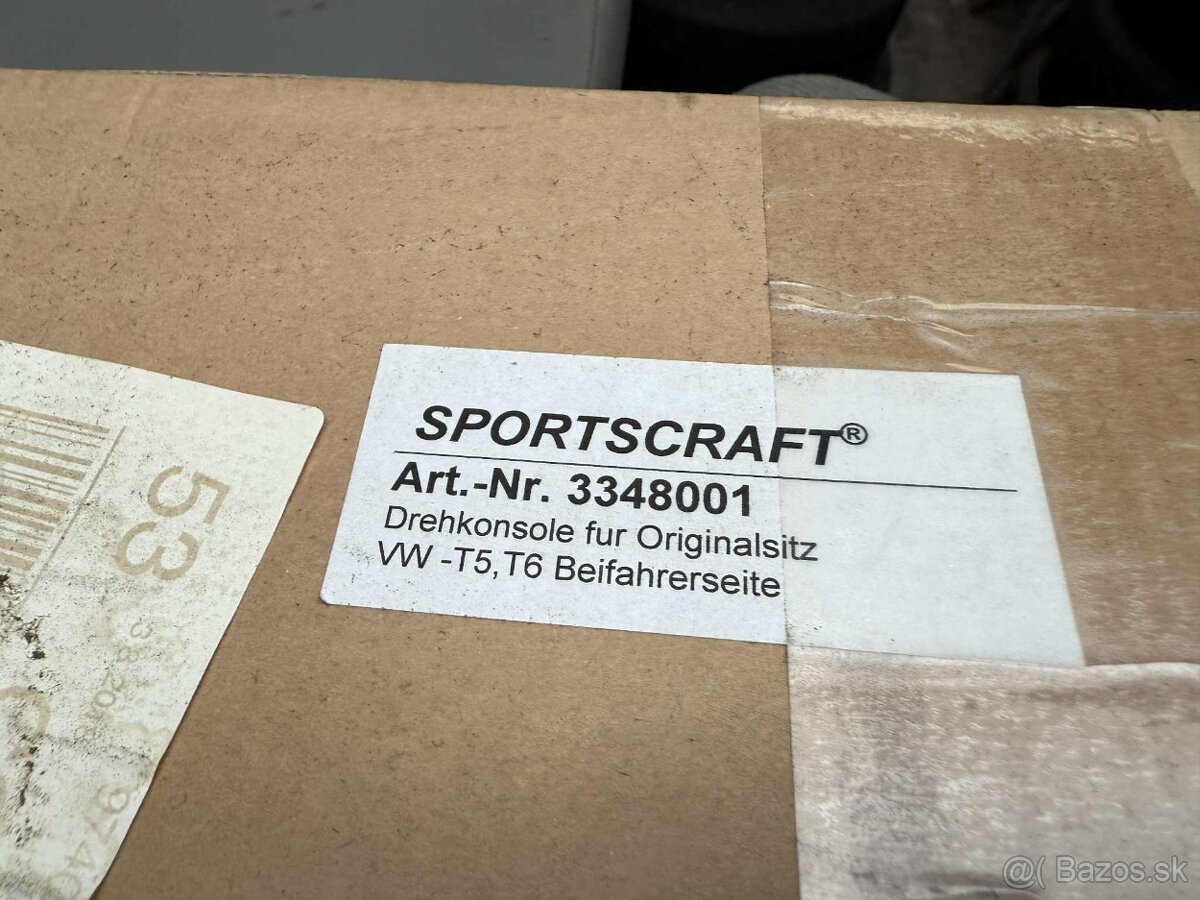 SPORTSCRAFT®
Art.-Nr. 3348001
Drehkonsole fur Originalsitz
VW -T5,T6 Beifahrerseite
53
@( Bazos.sk